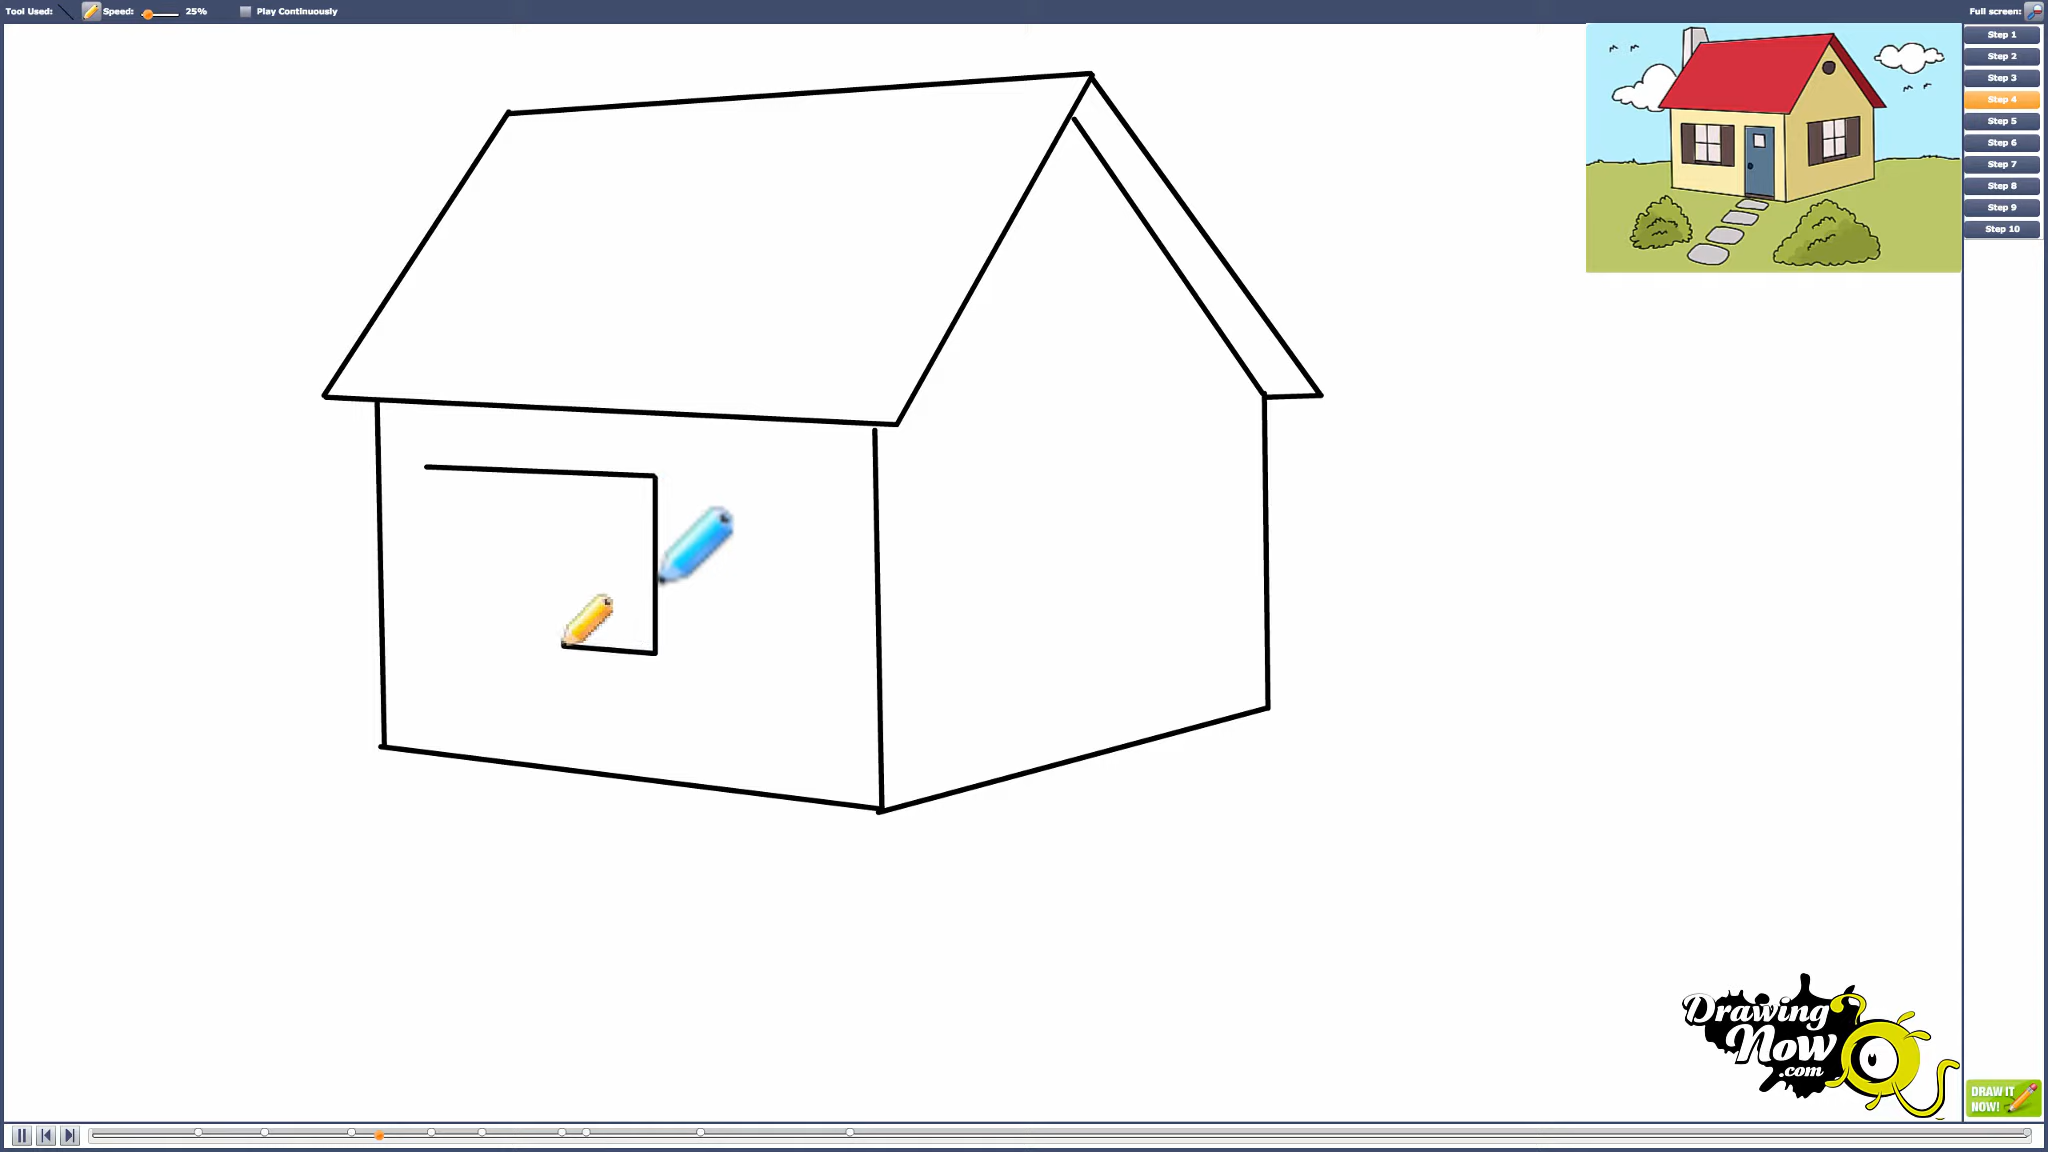 Tool Used:
Speed:
25%
Play Continuously
Full screen:
Step 1
Step 2
Step 3
Step 4
Step 5
Step 6
Step 7
Step 8
Step 9
Step 10
Drawing
Now
.com
DRAW IT
NOW!